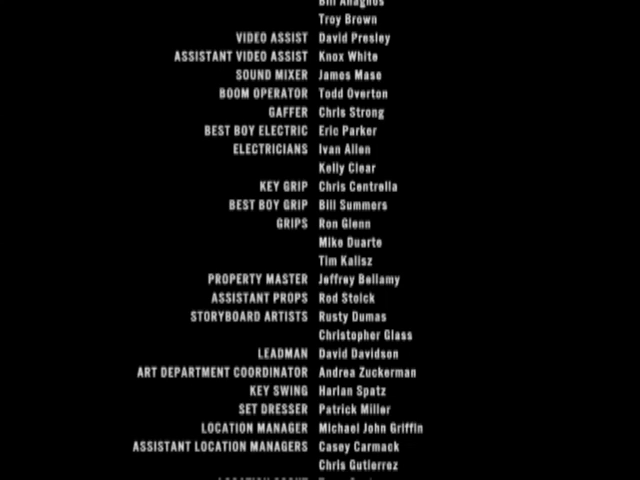 Bill Anagnos
Troy Brown
VIDEO ASSIST David Presley
ASSISTANT VIDEO ASSIST Knox White
SOUND MIXER James Mase
BOOM OPERATOR Todd Overton
GAFFER Chris Strong
BEST BOY ELECTRIC Eric Parker
ELECTRICIANS Ivan Allen
Kelly Clear
KEY GRIP Chris Centrella
BEST BOY GRIP Bill Summers
GRIPS Ron Glenn
Mike Duarte
Tim Kalisz
PROPERTY MASTER Jeffrey Bellamy
ASSISTANT PROPS Rod Stoick
STORYBOARD ARTISTS Rusty Dumas
Christopher Glass
LEADMAN David Davidson
ART DEPARTMENT COORDINATOR Andrea Zuckerman
KEY SWING Harlan Spatz
SET DRESSER Patrick Miller
LOCATION MANAGER Michael John Griffin
ASSISTANT LOCATION MANAGERS Casey Carmack
Chris Gutierrez